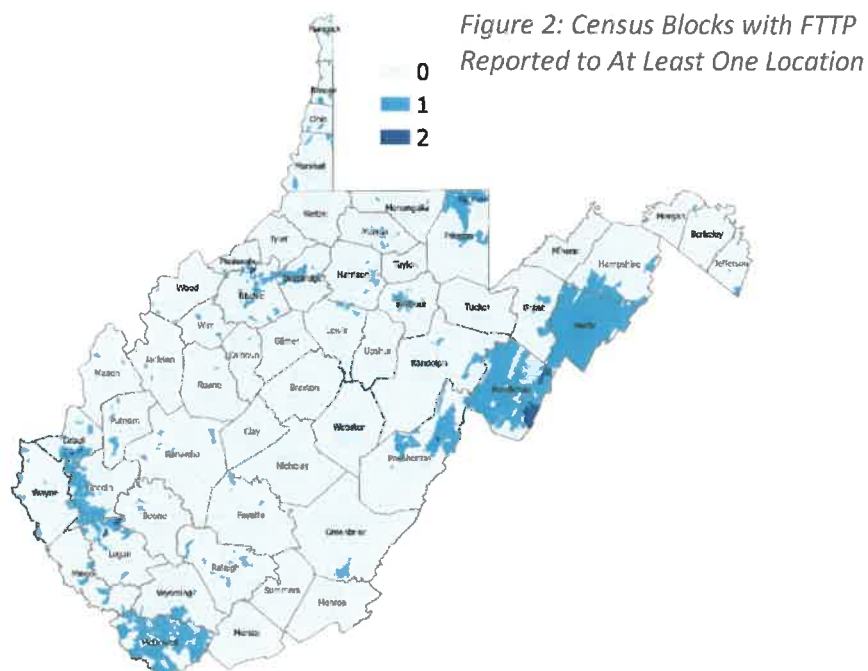 Figure 2: Census Blocks with FTTP
Reported to At Least One Location
0
1
2
Hancock
Ohio
Marshall
Wetzel
Monongalia
Marion
Preston
Tyler
Morgan
Berkeley
Jefferson
Mineral
Hampshire
Wood
Ritchie
Harrison
Taylor
Barbour
Tucker
Grant
Hardy
Wirt
Lewis
Gilmer
Calhoun
Upshur
Randolph
Pendleton
Jackson
Mason
Roane
Braxton
Webster
Putnam
Clay
Cabell
Kanawha
Nicholas
Pocahontas
Wayne
Lincoln
Boone
Fayette
Greenbrier
Logan
Mingo
Raleigh
Wyoming
Summers
Monroe
McDowell
Mercer